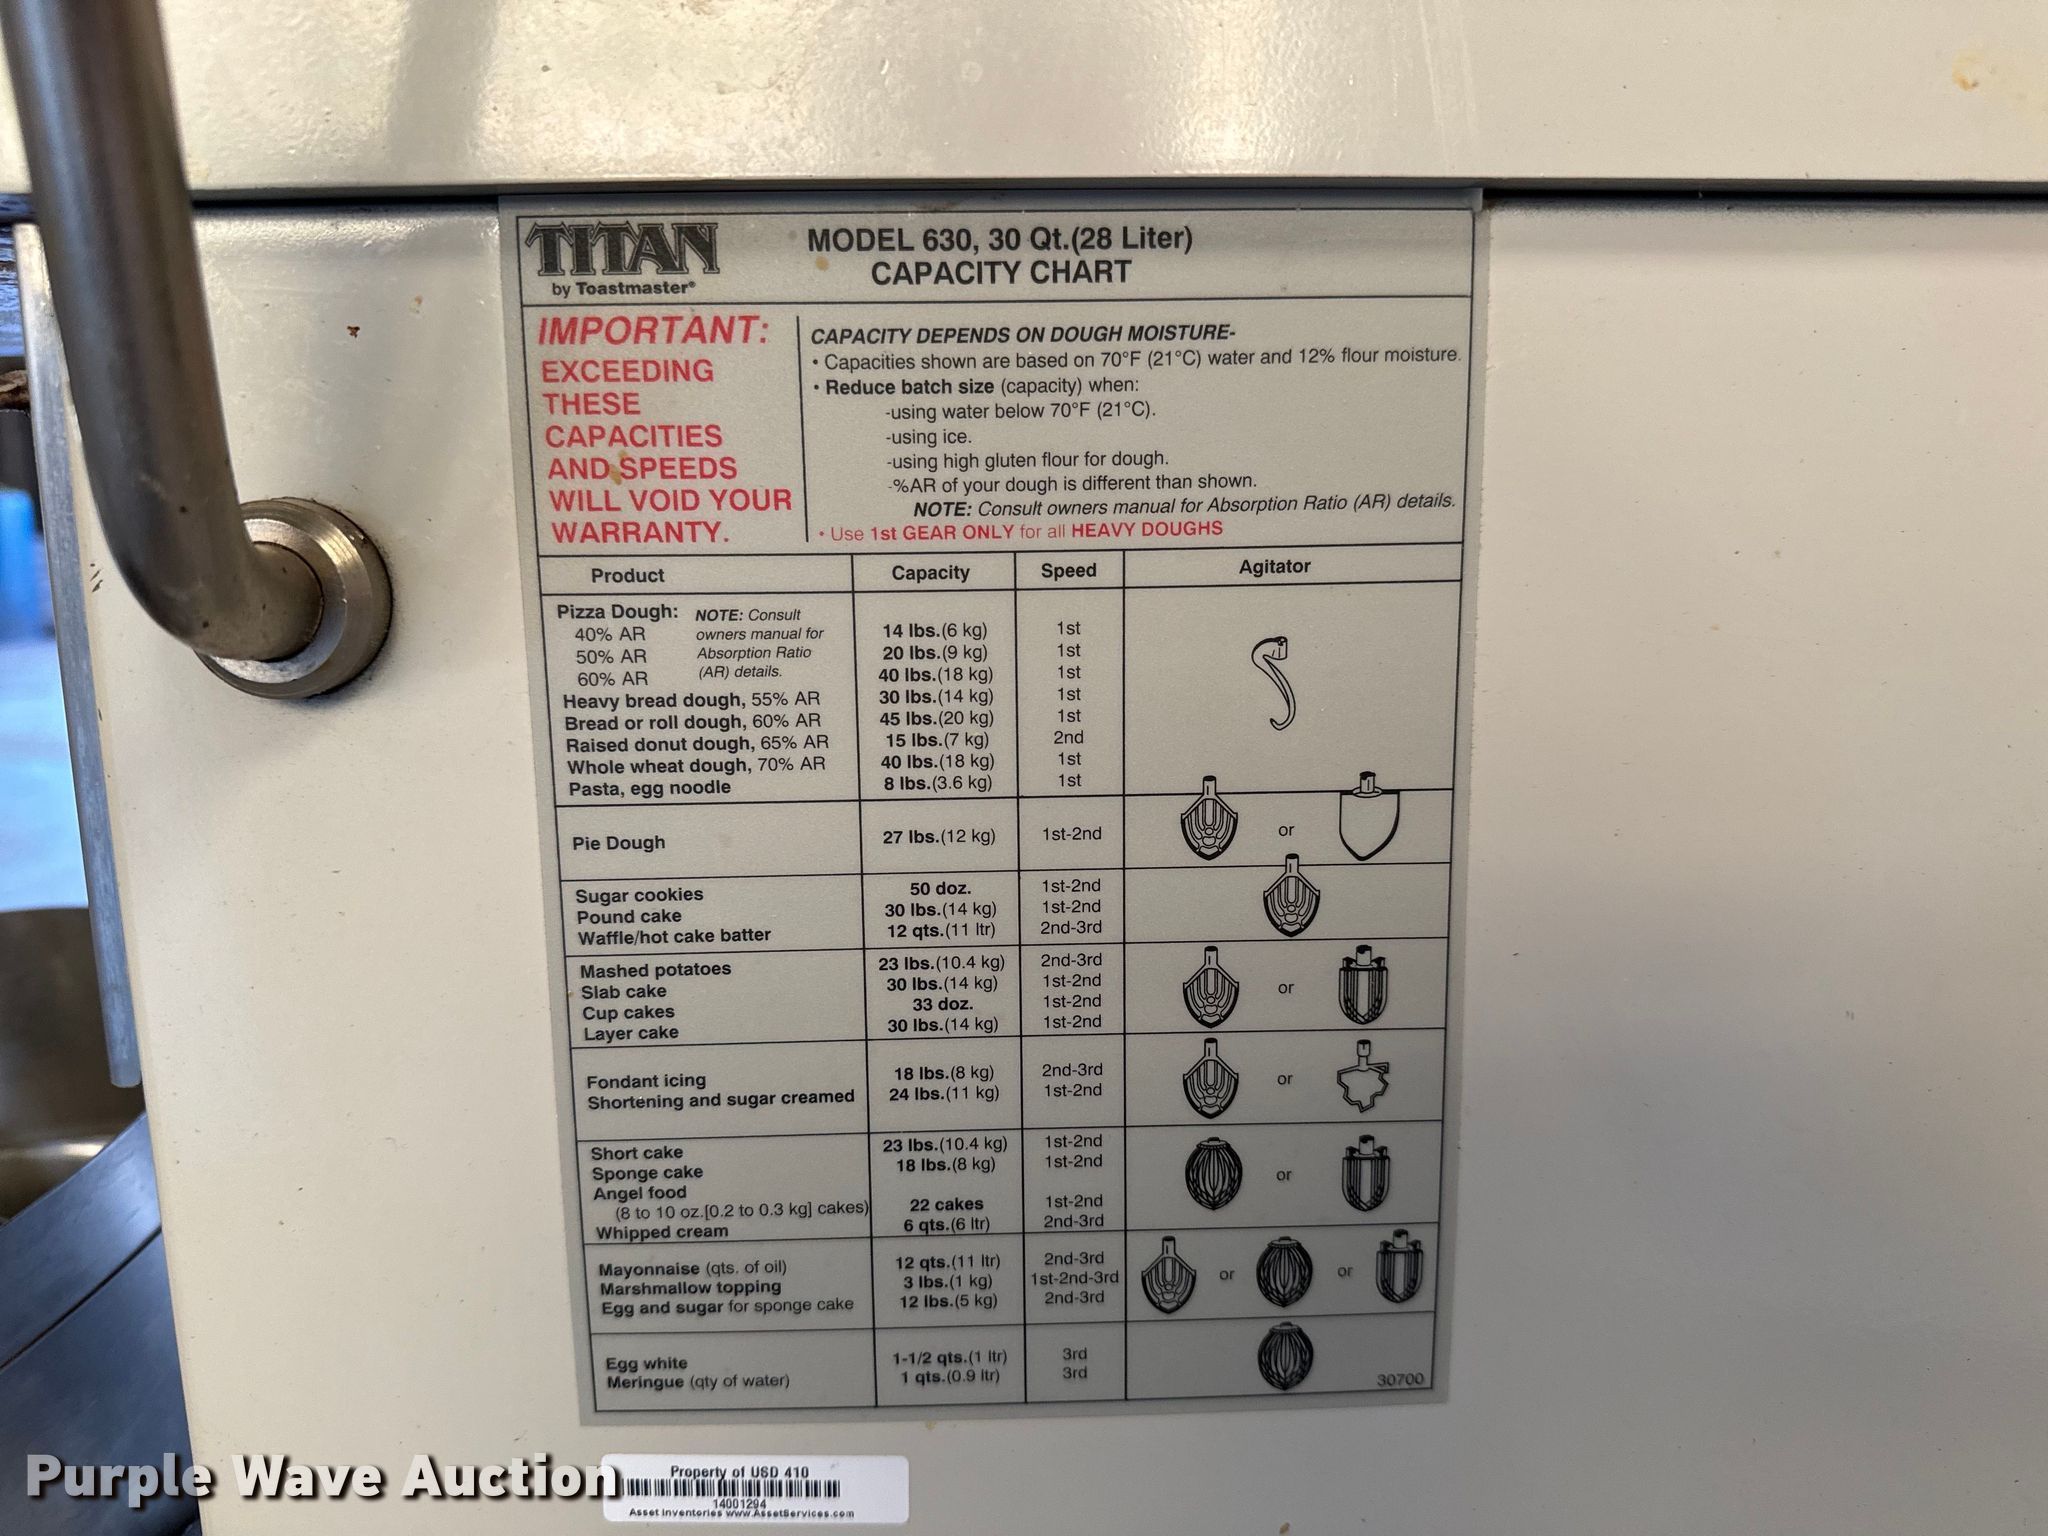 TITAN
by Toastmaster®
MODEL 630, 30 Qt.(28 Liter)
CAPACITY CHART
IMPORTANT:
EXCEEDING
THESE
CAPACITIES
AND SPEEDS
WILL VOID YOUR
WARRANTY.
CAPACITY DEPENDS ON DOUGH MOISTURE-
• Capacities shown are based on 70°F (21°C) water and 12% flour moisture.
• Reduce batch size (capacity) when:
-using water below 70°F (21°C).
-using ice.
-using high gluten flour for dough.
-%AR of your dough is different than shown.
NOTE: Consult owners manual for Absorption Ratio (AR) details.
• Use 1st GEAR ONLY for all HEAVY DOUGHS
Product Capacity Speed Agitator
Pizza Dough: NOTE: Consult
40% AR owners manual for 14 lbs.(6 kg) 1st
50% AR Absorption Ratio 20 lbs.(9 kg) 1st
60% AR (AR) details. 40 lbs.(18 kg) 1st
Heavy bread dough, 55% AR 30 lbs.(14 kg) 1st
Bread or roll dough, 60% AR 45 lbs.(20 kg) 1st
Raised donut dough, 65% AR 15 lbs.(7 kg) 2nd
Whole wheat dough, 70% AR 40 lbs.(18 kg) 1st
Pasta, egg noodle 8 lbs.(3.6 kg) 1st
Pie Dough 27 lbs.(12 kg) 1st-2nd or
Sugar cookies 50 doz. 1st-2nd
Pound cake 30 lbs.(14 kg) 1st-2nd
Waffle/hot cake batter 12 qts.(11 ltr) 2nd-3rd
Mashed potatoes 23 lbs.(10.4 kg) 2nd-3rd
Slab cake 30 lbs.(14 kg) 1st-2nd or
Cup cakes 33 doz. 1st-2nd
Layer cake 30 lbs.(14 kg) 1st-2nd
Fondant icing 18 lbs.(8 kg) 2nd-3rd or
Shortening and sugar creamed 24 lbs.(11 kg) 1st-2nd
Short cake 23 lbs.(10.4 kg) 1st-2nd
Sponge cake 18 lbs.(8 kg) 1st-2nd or
Angel food
(8 to 10 oz.[0.2 to 0.3 kg] cakes) 22 cakes 1st-2nd
Whipped cream 6 qts.(6 ltr) 2nd-3rd
Mayonnaise (qts. of oil) 12 qts.(11 ltr) 2nd-3rd or or
Marshmallow topping 3 lbs.(1 kg) 1st-2nd-3rd
Egg and sugar for sponge cake 12 lbs.(5 kg) 2nd-3rd
Egg white 1-1/2 qts.(1 ltr) 3rd
Meringue (qty of water) 1 qts.(0.9 ltr) 3rd
30700
Purple Wave Auction
Property of USD 410
14001294
Asset Inventories www.AssetServices.com